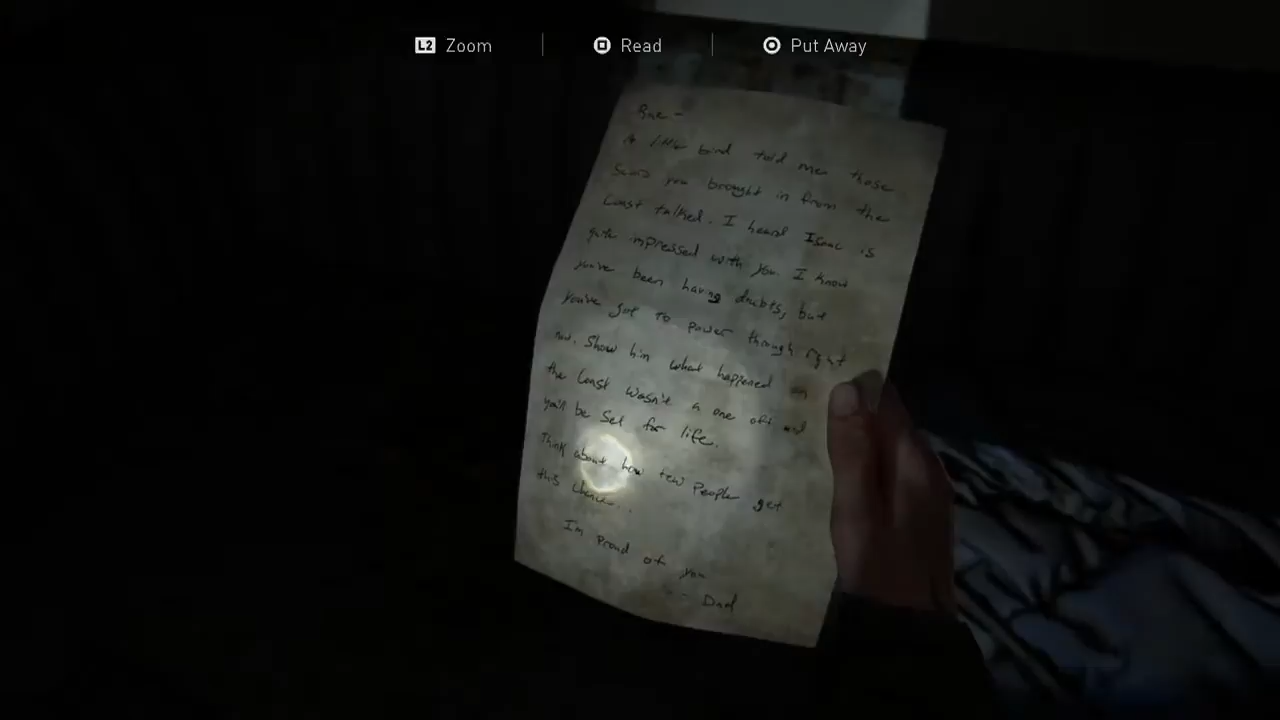 L2 Zoom | Read | Put Away
Rae -
A little bird told me those
Scars you brought in from the
Coast talked. I heard Isaac is
quite impressed with you. I know
you've been having doubts, but
you've got to power through right
now. Show him what happened on
the Coast wasn't a one off and
you'll be set for life.
Think about how few people get
this chance...
I'm proud of you
- Dad